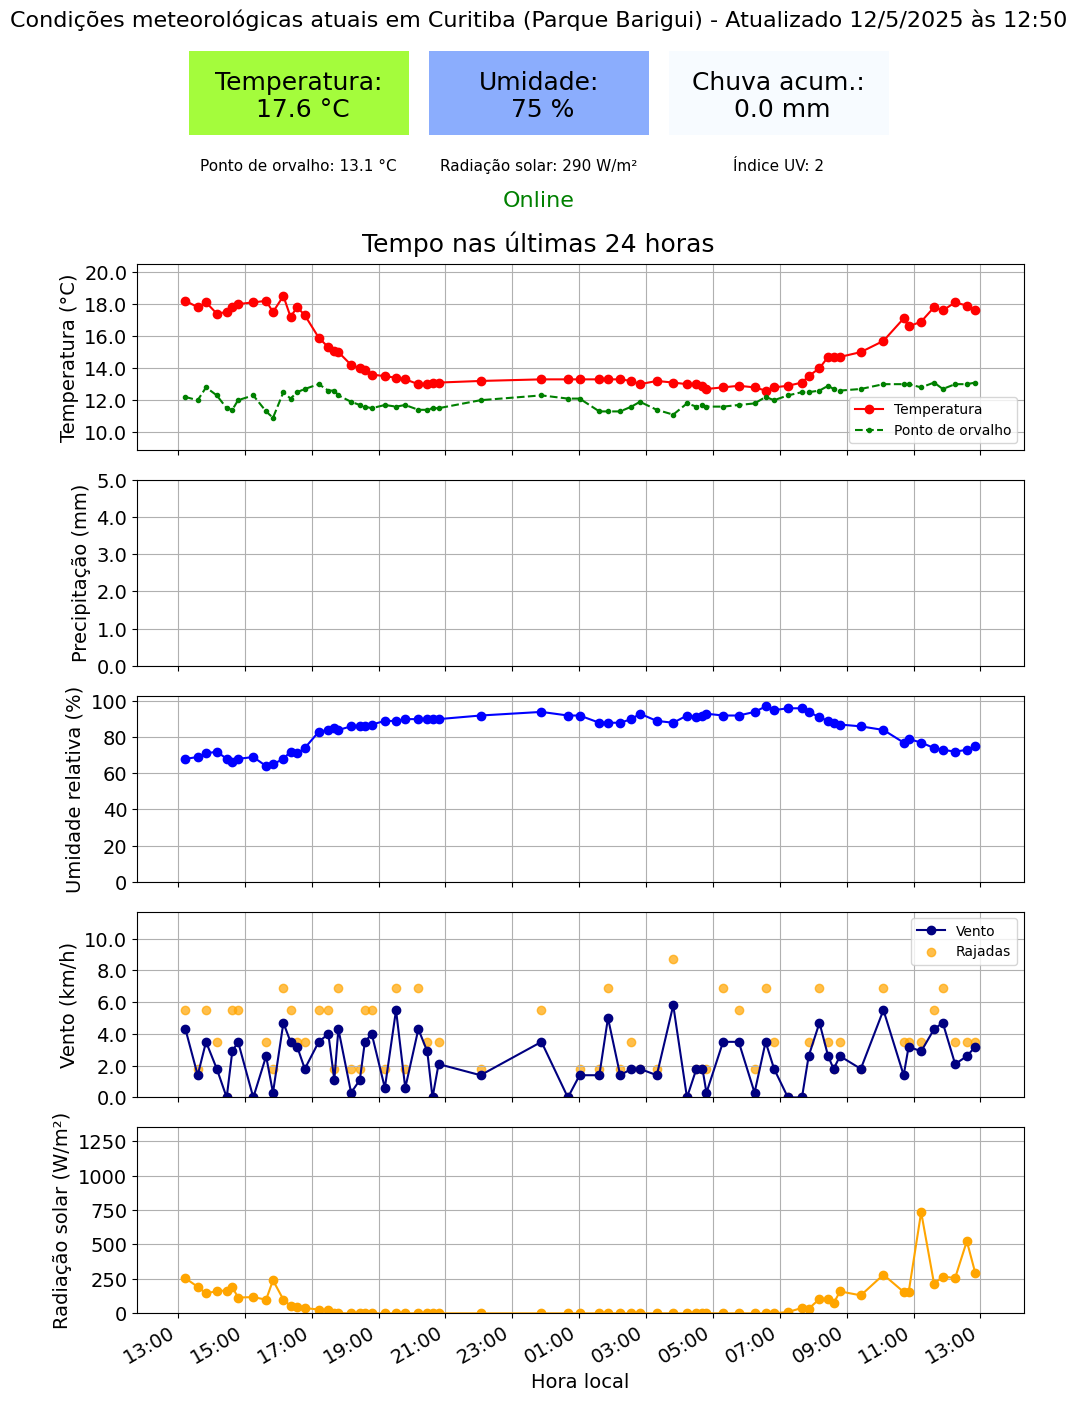 Condições meteorológicas atuais em Curitiba (Parque Barigui) - Atualizado 12/5/2025 às 12:50
Temperatura:
17.6 °C
Umidade:
75 %
Chuva acum.:
0.0 mm
Ponto de orvalho: 13.1 °C
Radiação solar: 290 W/m²
Índice UV: 2
Online
Tempo nas últimas 24 horas
Temperatura (°C)
20.0
18.0
16.0
14.0
12.0
10.0
Temperatura
Ponto de orvalho
Precipitação (mm)
5.0
4.0
3.0
2.0
1.0
0.0
Umidade relativa (%)
100
80
60
40
20
0
Vento (km/h)
10.0
8.0
6.0
4.0
2.0
0.0
Vento
Rajadas
Radiação solar (W/m²)
1250
1000
750
500
250
0
13:00
15:00
17:00
19:00
21:00
23:00
01:00
03:00
05:00
07:00
09:00
11:00
13:00
Hora local